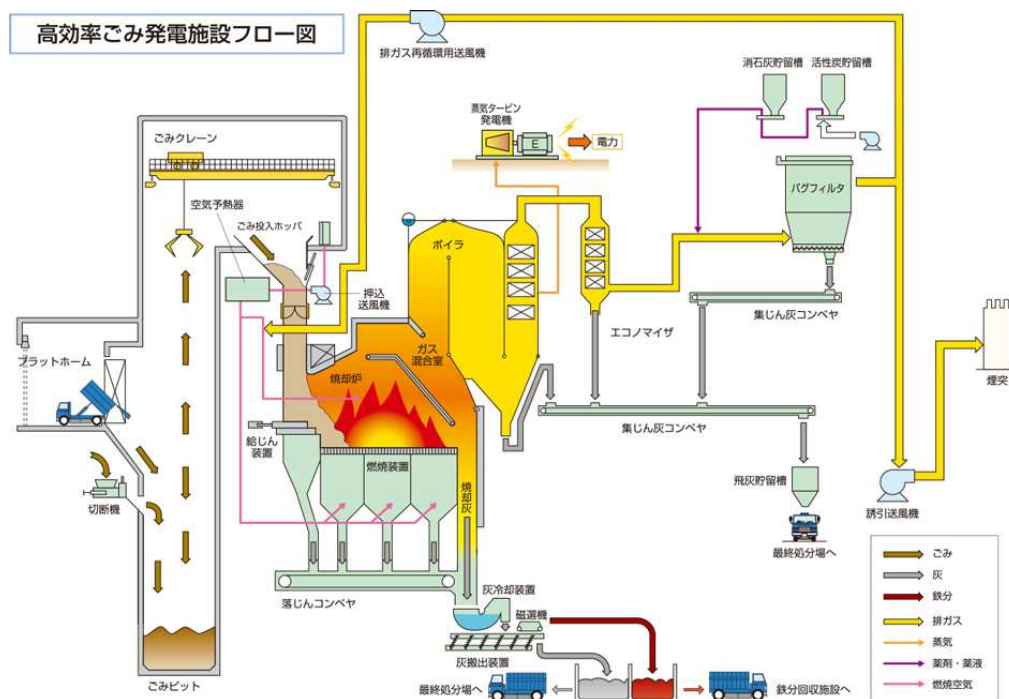 高効率ごみ発電施設フロー図
排ガス再循環用送風機
消石灰貯留槽
活性炭貯留槽
蒸気タービン
発電機
E
電力
ごみクレーン
バグフィルタ
空気予熱器
ごみ投入ホッパ
ボイラ
押込
送風機
集じん灰コンベヤ
エコノマイザ
プラットホーム
ガス
混合室
煙突
焼却炉
給じん
装置
集じん灰コンベヤ
燃焼装置
焼却灰
切断機
飛灰貯留槽
誘引送風機
最終処分場へ
落じんコンベヤ
灰冷却装置
磁選機
灰搬出装置
ごみピット
最終処分場へ
鉄分回収施設へ
ごみ
灰
鉄分
排ガス
蒸気
薬剤・薬液
燃焼空気